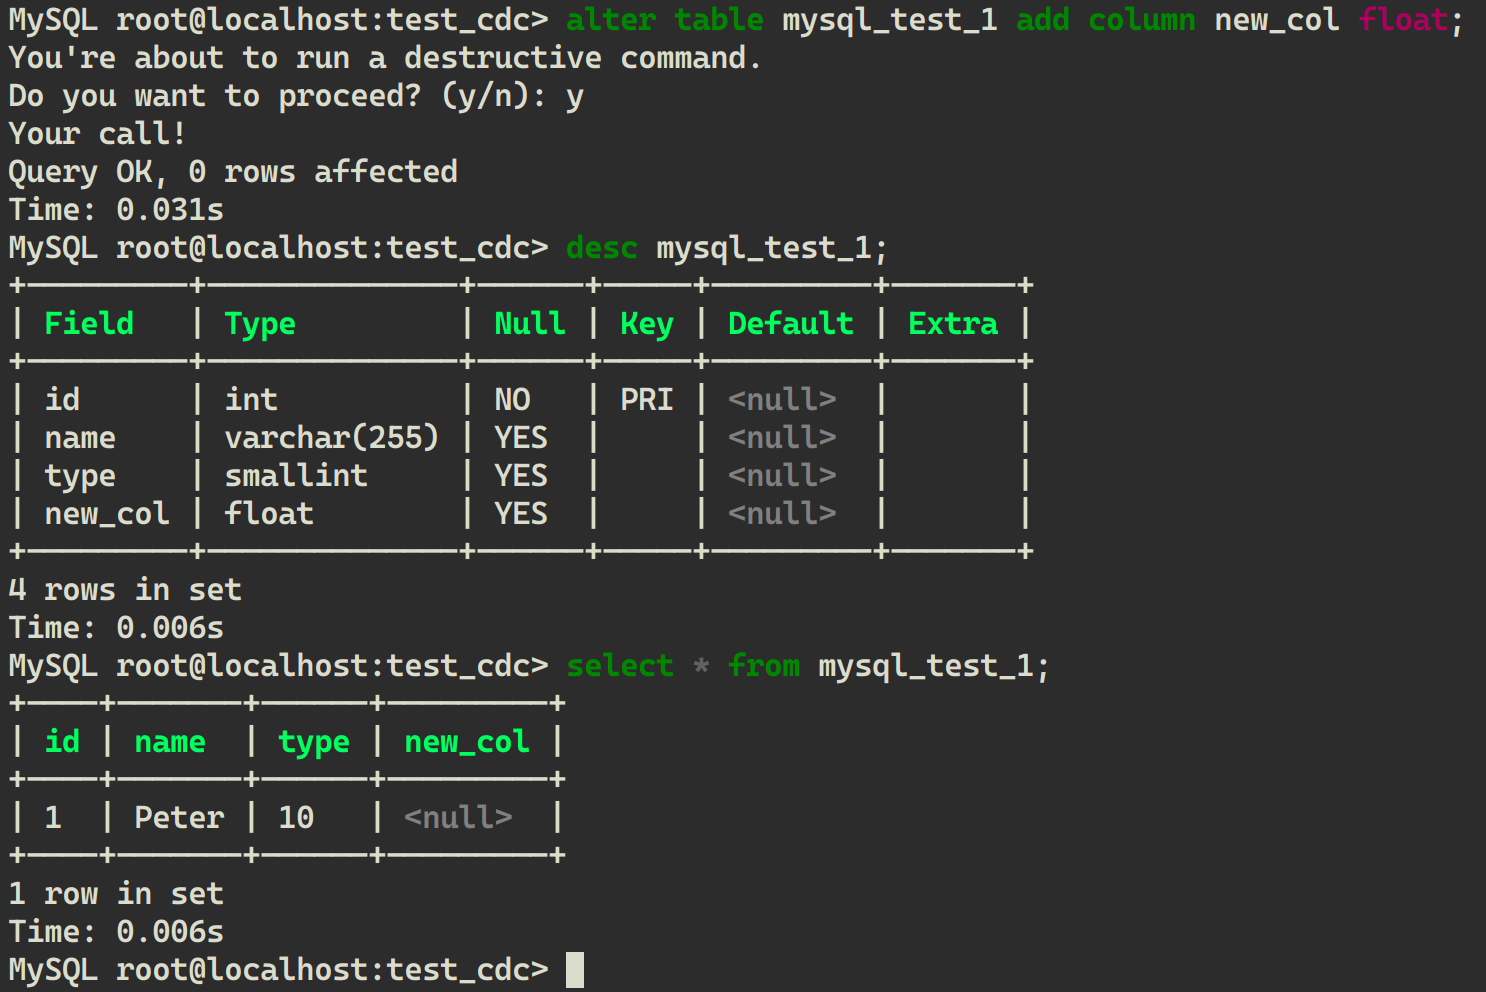 MySQL root@localhost:test_cdc> alter table mysql_test_1 add column new_col float;
You're about to run a destructive command.
Do you want to proceed? (y/n): y
Your call!
Query OK, 0 rows affected
Time: 0.031s
MySQL root@localhost:test_cdc> desc mysql_test_1;
+---------+--------------+------+-----+---------+-------+
| Field   | Type         | Null | Key | Default | Extra |
+---------+--------------+------+-----+---------+-------+
| id      | int          | NO   | PRI | <null>  |       |
| name    | varchar(255) | YES  |     | <null>  |       |
| type    | smallint     | YES  |     | <null>  |       |
| new_col | float        | YES  |     | <null>  |       |
+---------+--------------+------+-----+---------+-------+
4 rows in set
Time: 0.006s
MySQL root@localhost:test_cdc> select * from mysql_test_1;
+----+-------+------+---------+
| id | name  | type | new_col |
+----+-------+------+---------+
| 1  | Peter | 10   | <null>  |
+----+-------+------+---------+
1 row in set
Time: 0.006s
MySQL root@localhost:test_cdc>